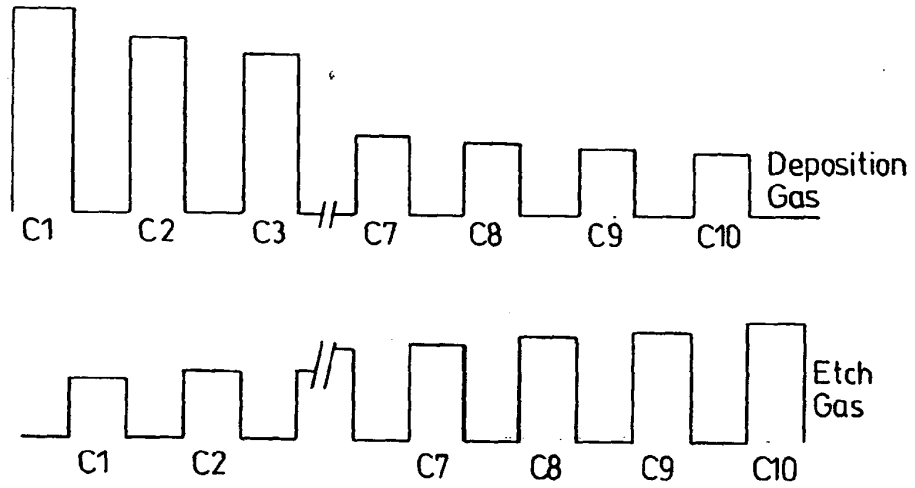 Deposition
Gas
C1 C2 C3 C7 C8 C9 C10
Etch
Gas
C1 C2 C7 C8 C9 C10